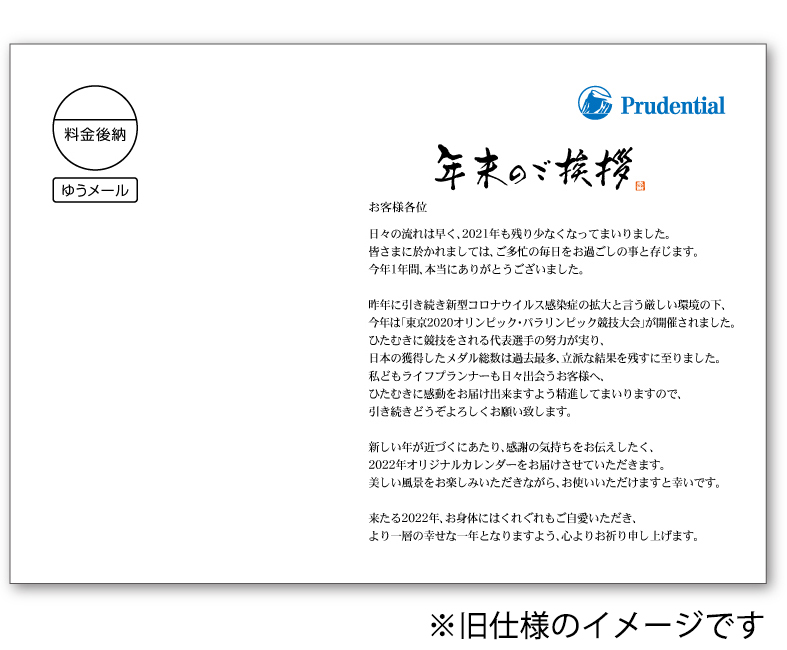 料金後納
ゆうメール
Prudential
年末のご挨拶
お客様各位
日々の流れは早く、2021年も残り少なくなってまいりました。
皆さまに於かれましては、ご多忙の毎日をお過ごしの事と存じます。
今年1年間、本当にありがとうございました。
昨年に引き続き新型コロナウイルス感染症の拡大と言う厳しい環境の下、
今年は「東京2020オリンピック・パラリンピック競技大会」が開催されました。
ひたむきに競技をされる代表選手の努力が実り、
日本の獲得したメダル総数は過去最多、立派な結果を残すに至りました。
私どもライフプランナーも日々出会うお客様へ、
ひたむきに感動をお届け出来ますよう精進してまいりますので、
引き続きどうぞよろしくお願い致します。
新しい年が近づくにあたり、感謝の気持ちをお伝えしたく、
2022年オリジナルカレンダーをお届けさせていただきます。
美しい風景をお楽しみいただきながら、お使いいただけますと幸いです。
来たる2022年、お身体にはくれぐれもご自愛いただき、
より一層の幸せな一年となりますよう、心よりお祈り申し上げます。
※旧仕様のイメージです